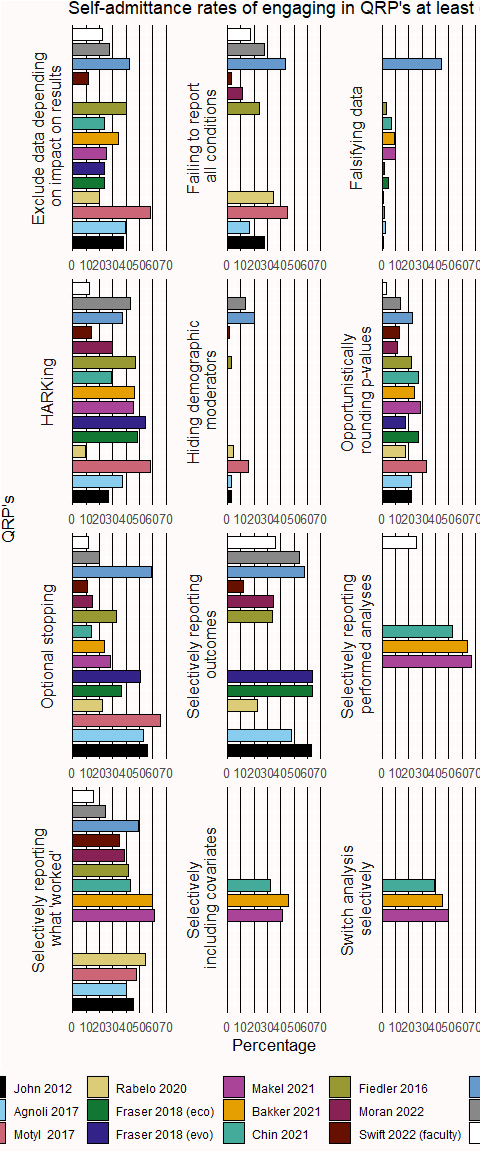 Self-admittance rates of engaging in QRP's at least
Exclude data depending
on impact on results
Failing to report
all conditions
Falsifying data
0 10203040506070
0 10203040506070
0 10203040506070
HARKing
Hiding demographic
moderators
Opportunistically
rounding p-values
0 10203040506070
0 10203040506070
0 10203040506070
QRP's
Optional stopping
Selectively reporting
outcomes
Selectively reporting
performed analyses
0 10203040506070
0 10203040506070
0 10203040506070
Selectively reporting
what 'worked'
Selectively
including covariates
Switch analysis
selectively
0 10203040506070
0 10203040506070
0 10203040506070
Percentage
John 2012 Rabelo 2020 Makel 2021 Fiedler 2016
Agnoli 2017 Fraser 2018 (eco) Bakker 2021 Moran 2022
Motyl 2017 Fraser 2018 (evo) Chin 2021 Swift 2022 (faculty)